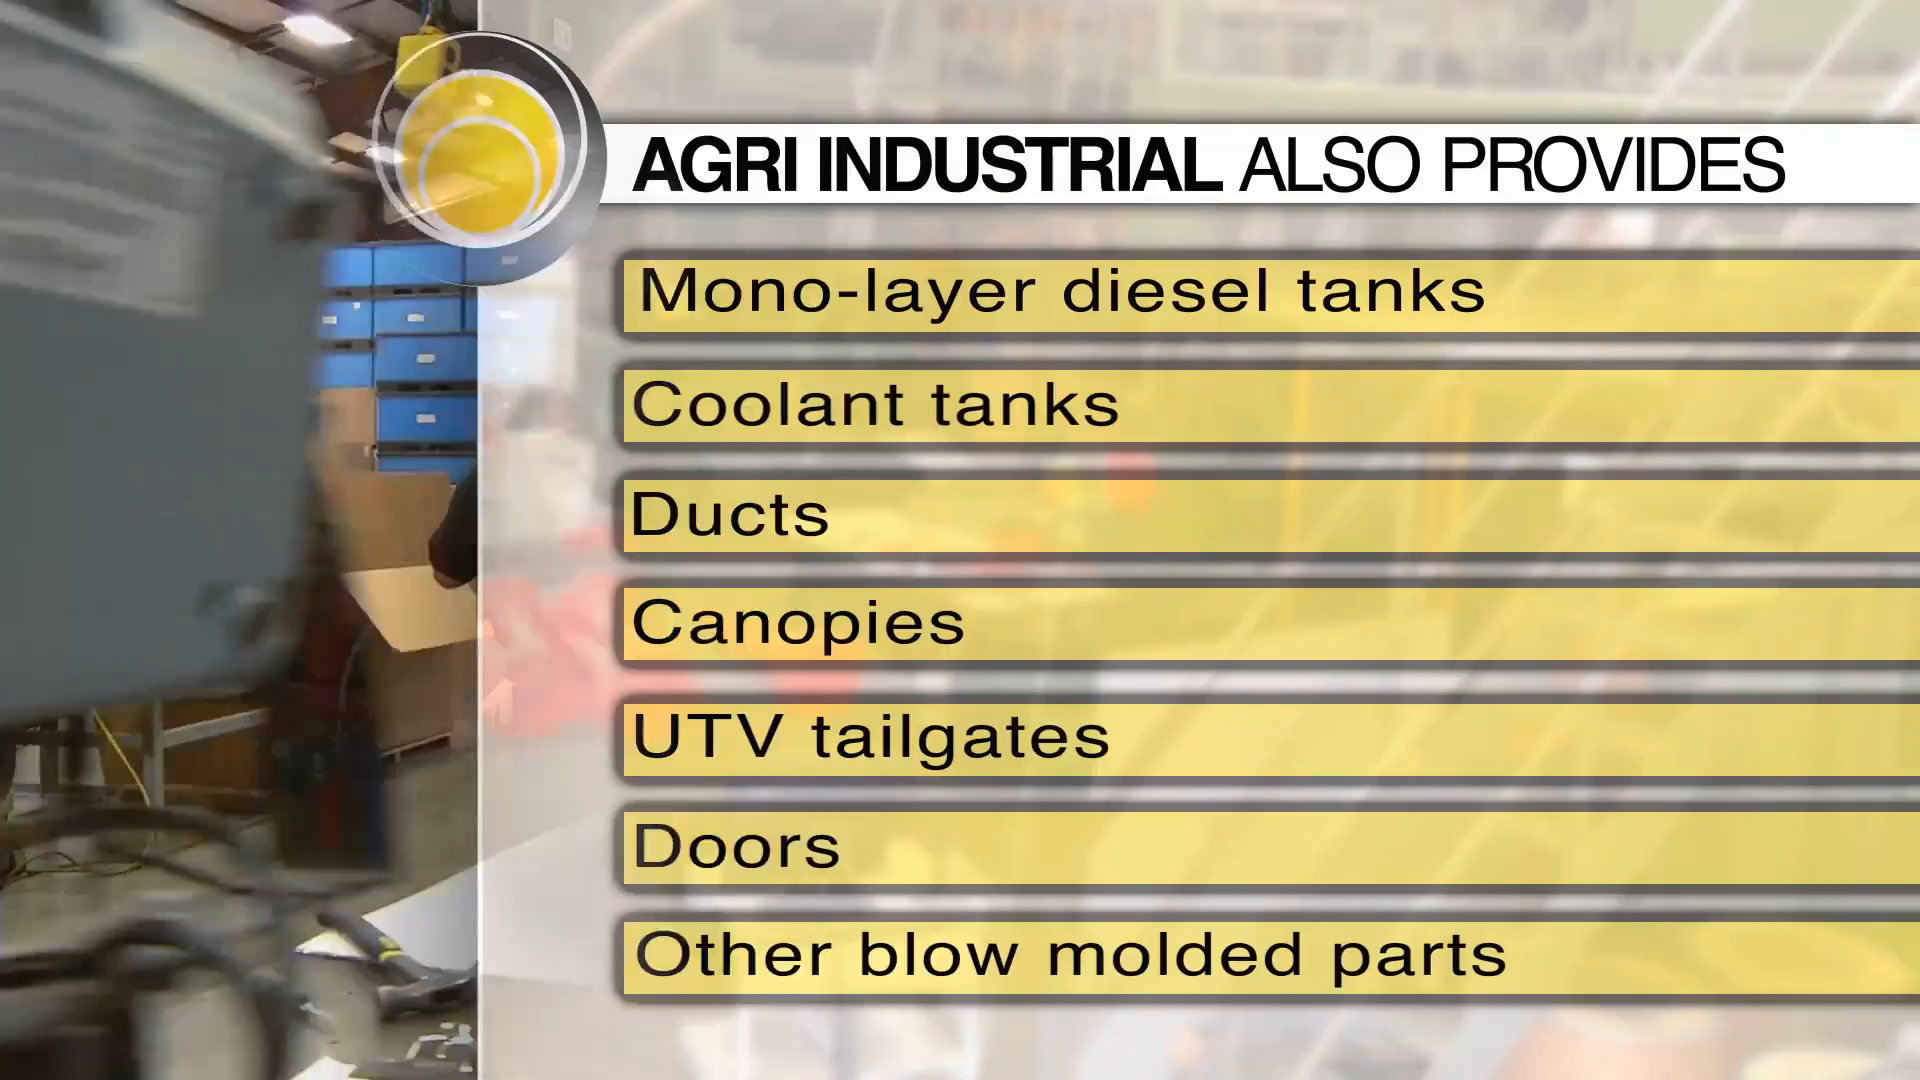 AGRI INDUSTRIAL ALSO PROVIDES
Mono-layer diesel tanks
Coolant tanks
Ducts
Canopies
UTV tailgates
Doors
Other blow molded parts